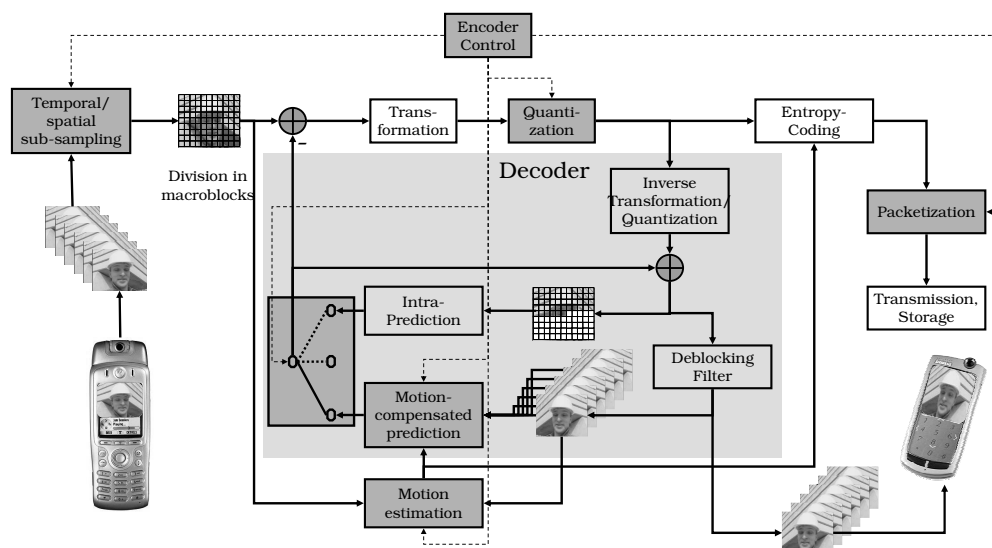 Encoder
Control
Temporal/
spatial
sub-sampling
Trans-
formation
Quanti-
zation
Entropy-
Coding
Division in
macroblocks
–
Decoder
Inverse
Transformation/
Quantization
Packetization
Intra-
Prediction
Transmission,
Storage
Deblocking
Filter
Motion-
compensated
prediction
Motion
estimation